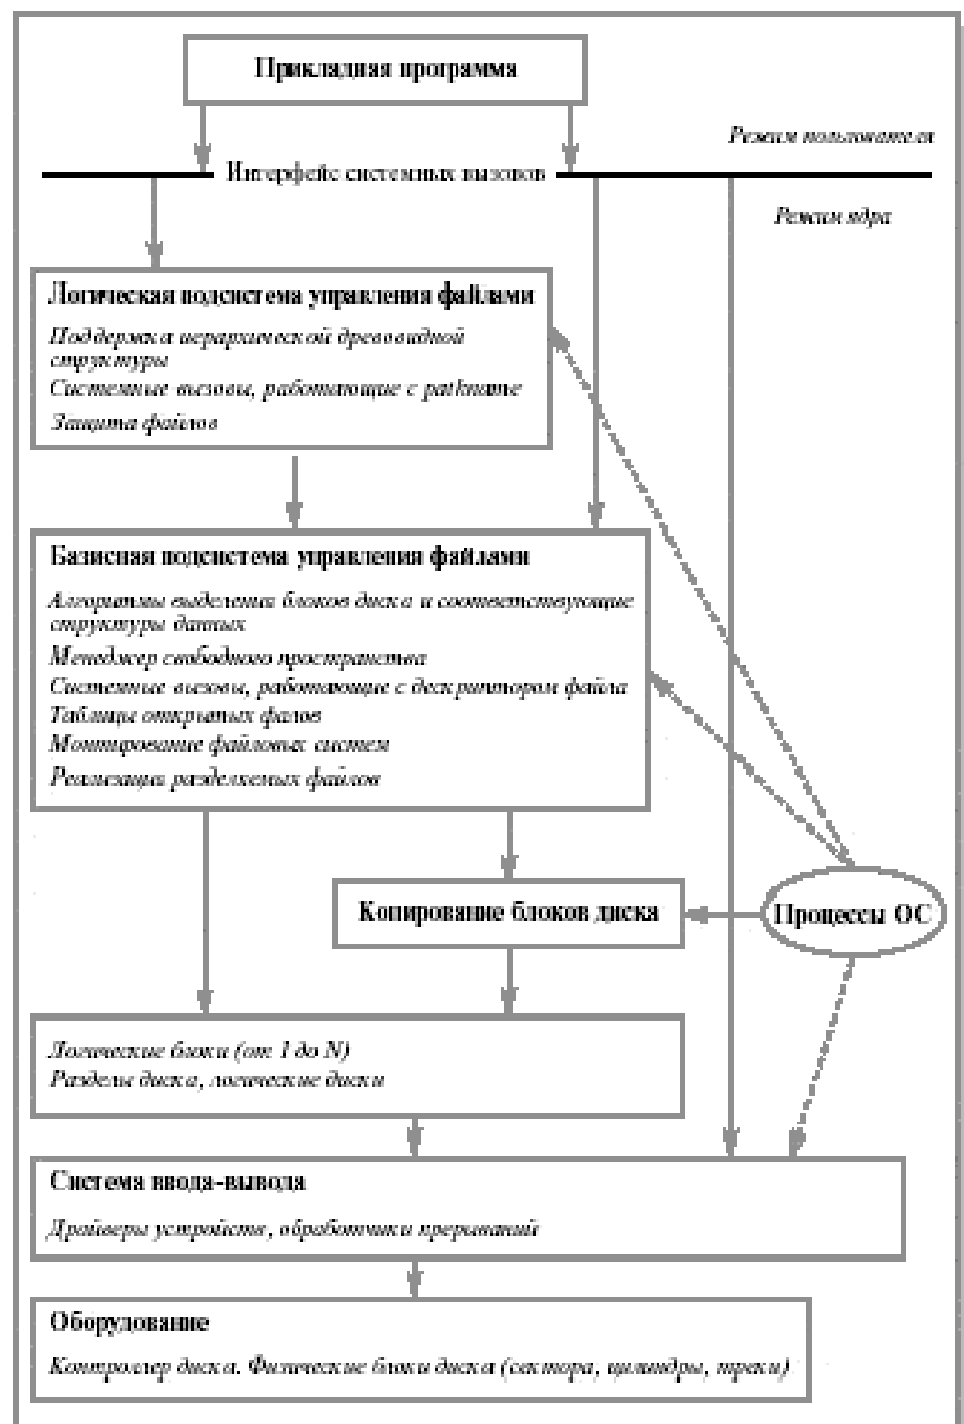 Прикладная программа
Режим пользователя
Интерфейс системных вызовов
Режим ядра
Логическая подсистема управления файлами
Поддержка иерархической древовидной
структуры
Системные вызовы, работающие с pathname
Защита файлов
Базисная подсистема управления файлами
Алгоритмы выделения блоков диска и соответствующие
структуры данных
Менеджер свободного пространства
Системные вызовы, работающие с дескриптором файла
Таблицы открытых фалов
Монтирование файловых систем
Реализация разделяемых файлов
Копирование блоков диска
Процессы ОС
Логические блоки (от 1 до N)
Разделы диска, логические диски
Система ввода-вывода
Драйверы устройств, обработчики прерываний
Оборудование
Контроллер диска. Физические блоки диска (сектора, цилиндры, треки)